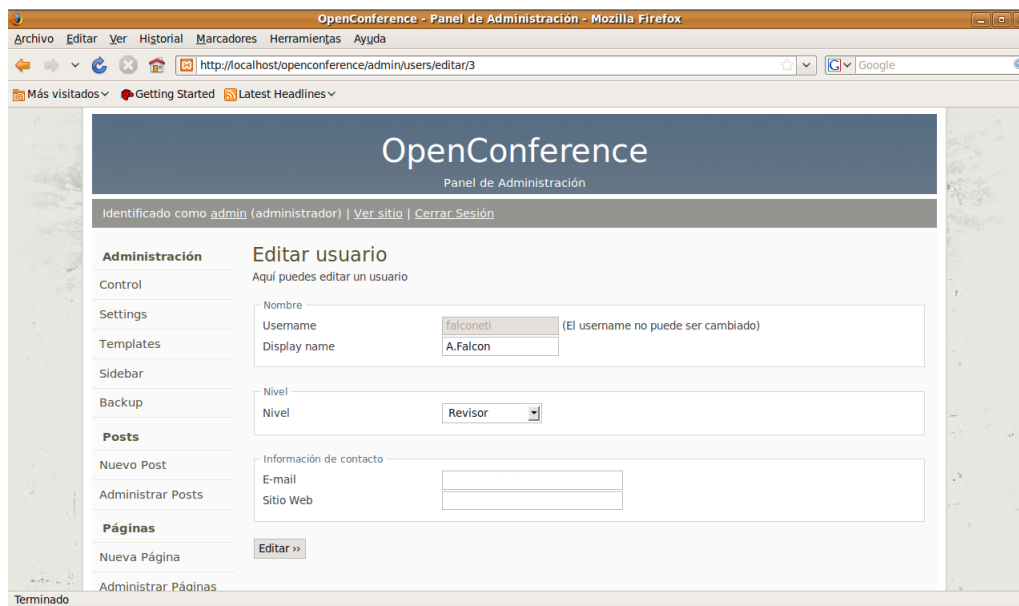 OpenConference - Panel de Administración - Mozilla Firefox
Archivo Editar Ver Historial Marcadores Herramientas Ayuda
http://localhost/openconference/admin/users/editar/3
Google
Más visitados Getting Started Latest Headlines
OpenConference
Panel de Administración
Identificado como admin (administrador) | Ver sitio | Cerrar Sesión
Administración
Control
Settings
Templates
Sidebar
Backup
Posts
Nuevo Post
Administrar Posts
Páginas
Nueva Página
Administrar Páginas
Editar usuario
Aquí puedes editar un usuario
Nombre
Username falconeti (El username no puede ser cambiado)
Display name A.Falcon
Nivel
Nivel Revisor
Información de contacto
E-mail
Sitio Web
Editar ››
Terminado